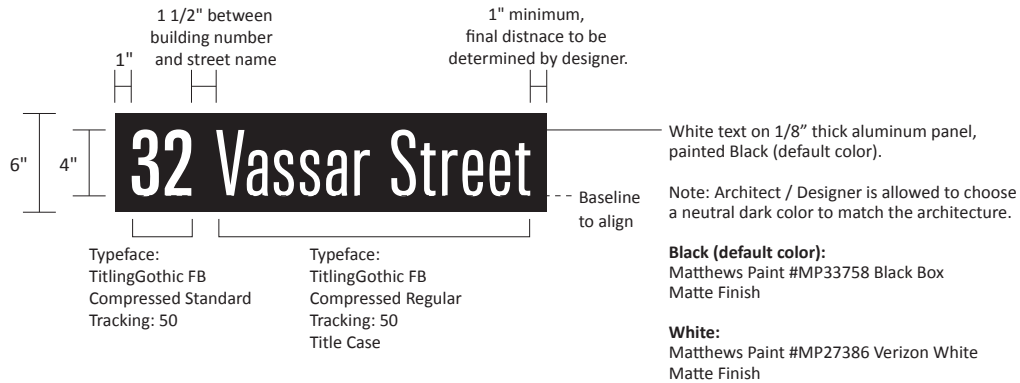 1 1/2" between
building number
and street name
1" minimum,
final distnace to be
determined by designer.
1"
6"
4"
32 Vassar Street
White text on 1/8” thick aluminum panel,
painted Black (default color).
Baseline
to align
Note: Architect / Designer is allowed to choose
a neutral dark color to match the architecture.
Typeface:
TitlingGothic FB
Compressed Standard
Tracking: 50
Typeface:
TitlingGothic FB
Compressed Regular
Tracking: 50
Title Case
Black (default color):
Matthews Paint #MP33758 Black Box
Matte Finish
White:
Matthews Paint #MP27386 Verizon White
Matte Finish